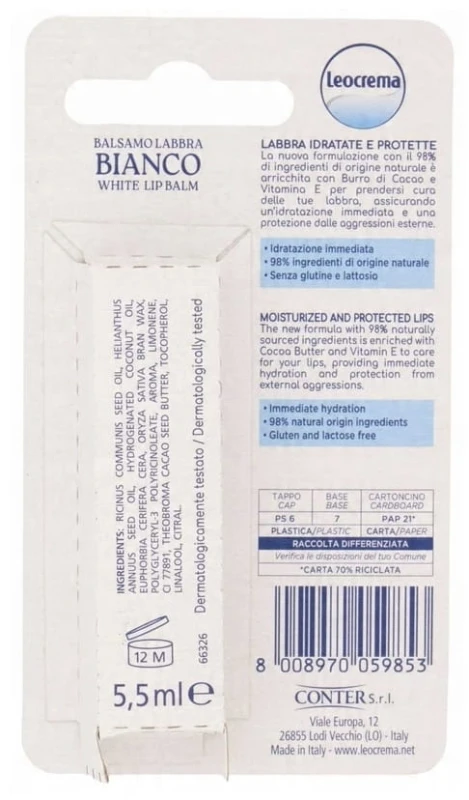 Leocrema
BALSAMO LABBRA
BIANCO
WHITE LIP BALM
LABBRA IDRATATE E PROTETTE
La nuova formulazione con il 98%
di ingredienti di origine naturale è
arricchita con Burro di Cacao e
Vitamina E per prendersi cura
delle tue labbra, assicurando
un'idratazione immediata e una
protezione dalle aggressioni esterne.
• Idratazione immediata
• 98% ingredienti di origine naturale
• Senza glutine e lattosio
MOISTURIZED AND PROTECTED LIPS
The new formula with 98% naturally
sourced ingredients is enriched with
Cocoa Butter and Vitamin E to care
for your lips, providing immediate
hydration and protection from
external aggressions.
• Immediate hydration
• 98% natural origin ingredients
• Gluten and lactose free
INGREDIENTS: RICINUS COMMUNIS SEED OIL, HELIANTHUS
ANNUUS SEED OIL, HYDROGENATED COCONUT OIL,
EUPHORBIA CERIFERA CERA, ORYZA SATIVA BRAN WAX,
POLYGLYCERYL-3 POLYRICINOLEATE, AROMA, LIMONENE,
CI 77891, THEOBROMA CACAO SEED BUTTER, TOCOPHEROL,
LINALOOL, CITRAL.
Dermatologicamente testato / Dermatologically tested
66326
12 M
5,5ml e
TAPPO BASE CARTONCINO
CAP BASE CARDBOARD
PS 6 7 PAP 21*
PLASTICA/PLASTIC CARTA/PAPER
RACCOLTA DIFFERENZIATA
Verifica le disposizioni del tuo Comune
*CARTA 70% RICICLATA
8 008970 059853
CONTER S.r.l.
Viale Europa, 12
26855 Lodi Vecchio (LO) - Italy
Made in Italy - www.leocrema.net